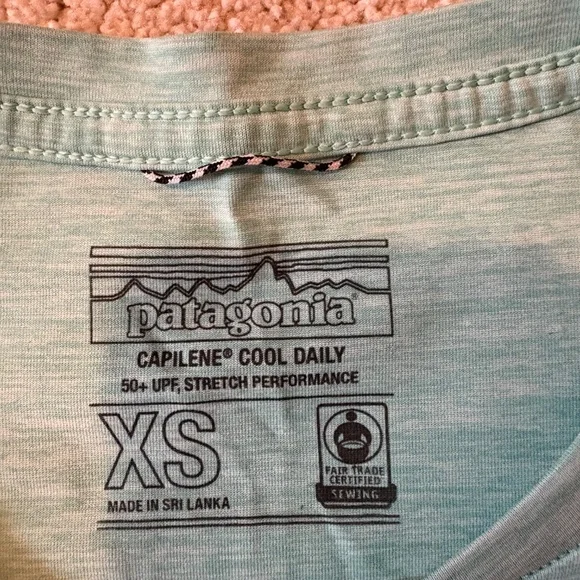 patagonia®
CAPILENE® COOL DAILY
50+ UPF, STRETCH PERFORMANCE
XS
MADE IN SRI LANKA
FAIR TRADE
CERTIFIED
SEWING